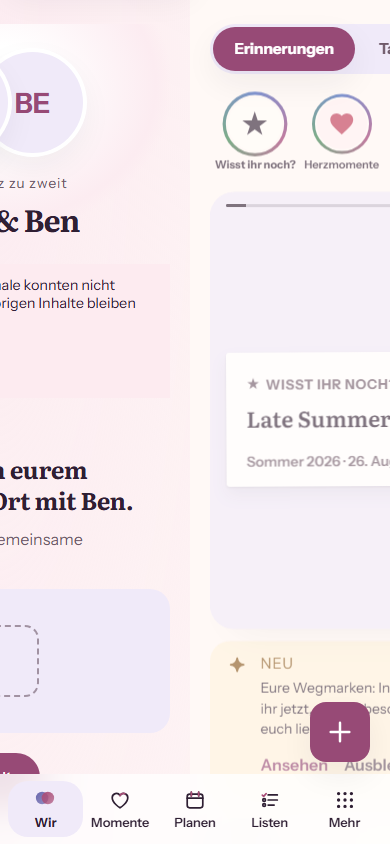 BE
z zu zweit
& Ben
ale konnten nicht
rigen Inhalte bleiben
eurem
Ort mit Ben.
emeinsame
Erinnerungen
Ta
Wisst ihr noch?
Herzmomente
WISST IHR NOCH
Late Summer
Sommer 2026 · 26. Au
NEU
Eure Wegmarken: In
ihr jetzt
euch lie
Ansehen
Ausble
Wir
Momente
Planen
Listen
Mehr